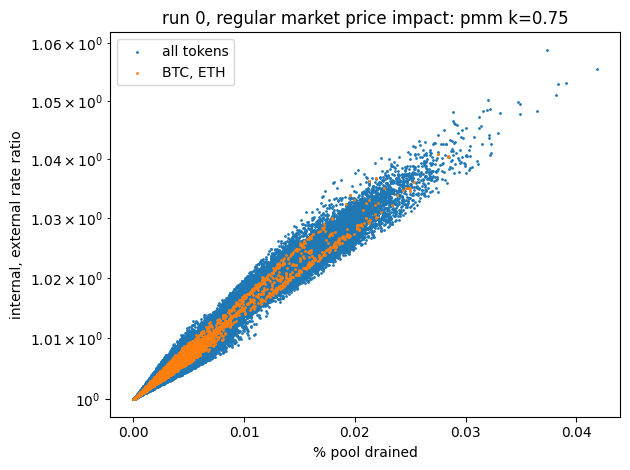 run 0, regular market price impact: pmm k=0.75
all tokens
BTC, ETH
1.06 × 10⁰
1.05 × 10⁰
1.04 × 10⁰
1.03 × 10⁰
1.02 × 10⁰
1.01 × 10⁰
10⁰
internal, external rate ratio
0.00 0.01 0.02 0.03 0.04
% pool drained